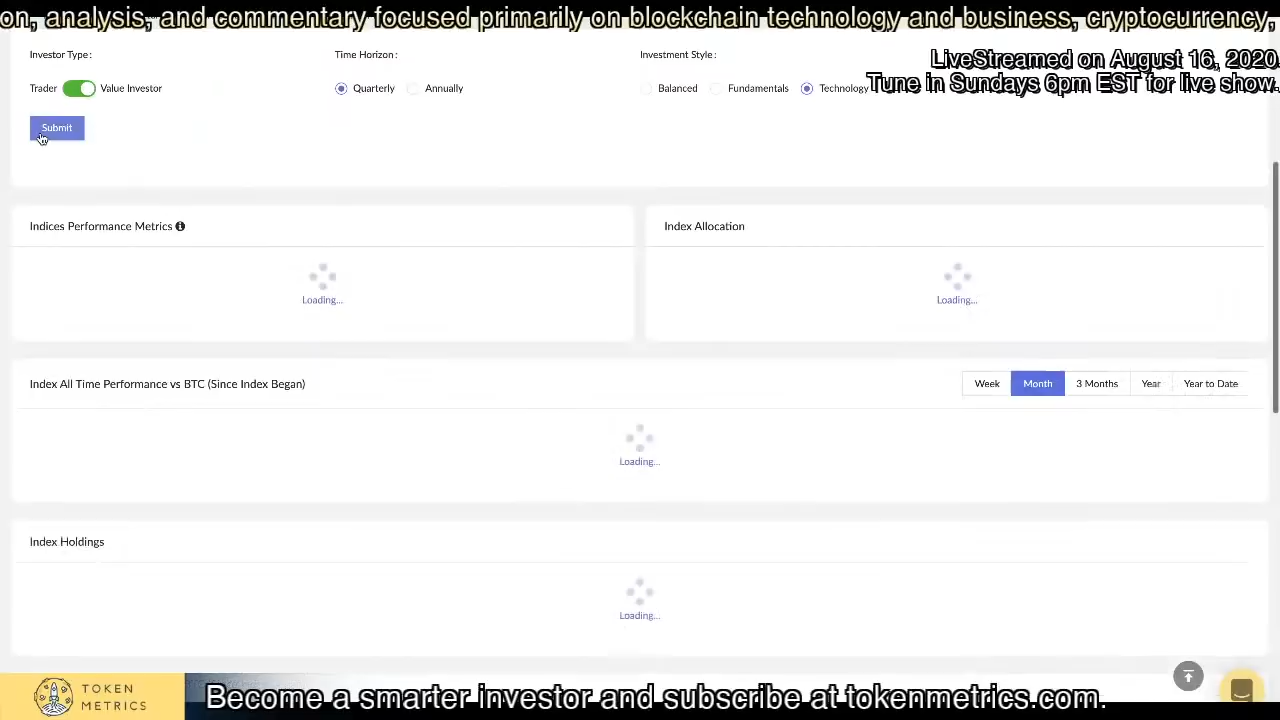 on, analysis, and commentary focused primarily on blockchain technology and business, cryptocurrency,
LiveStreamed on August 16, 2020.
Tune in Sundays 6pm EST for live show.
Investor Type:
Time Horizon:
Investment Style:
Trader
Value Investor
Quarterly
Annually
Balanced
Fundamentals
Technology
Submit
Indices Performance Metrics
Index Allocation
Loading...
Loading...
Index All Time Performance vs BTC (Since Index Began)
Week
Month
3 Months
Year
Year to Date
Loading...
Index Holdings
Loading...
TOKEN
METRICS
Become a smarter investor and subscribe at tokenmetrics.com.